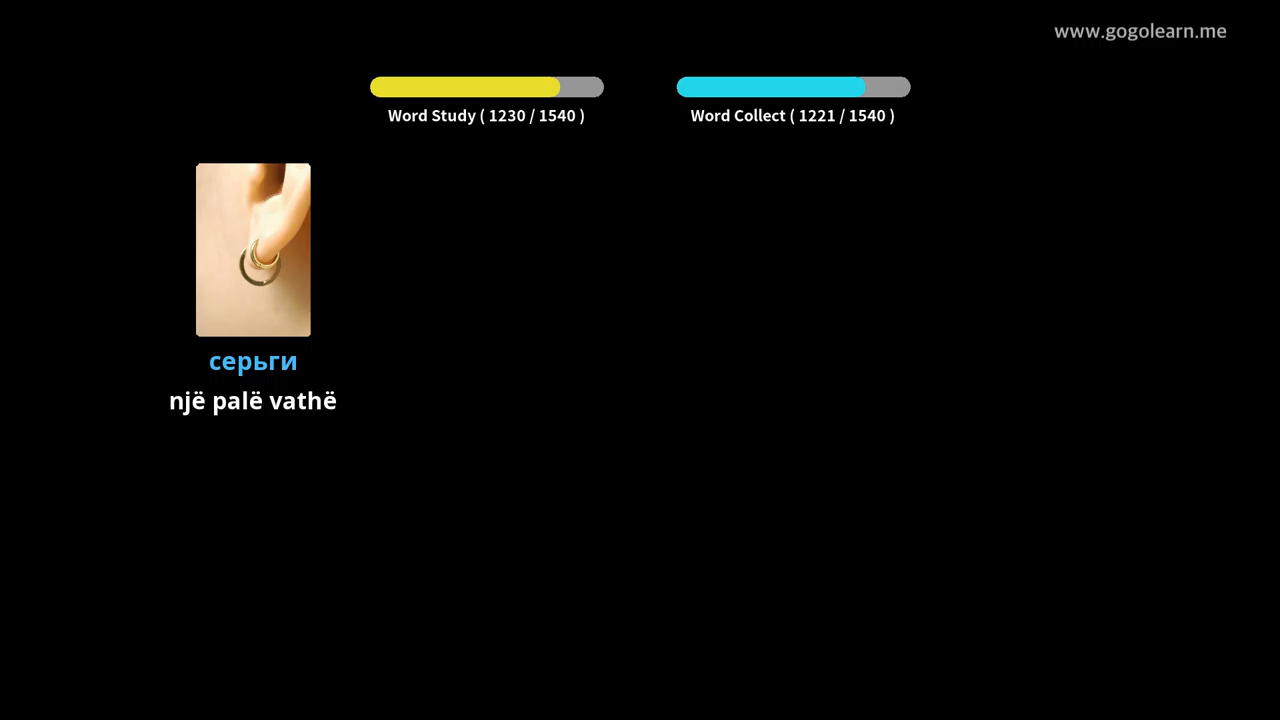 www.gogolearn.me
Word Study ( 1230 / 1540 )
Word Collect ( 1221 / 1540 )
серьги
një palë vathë